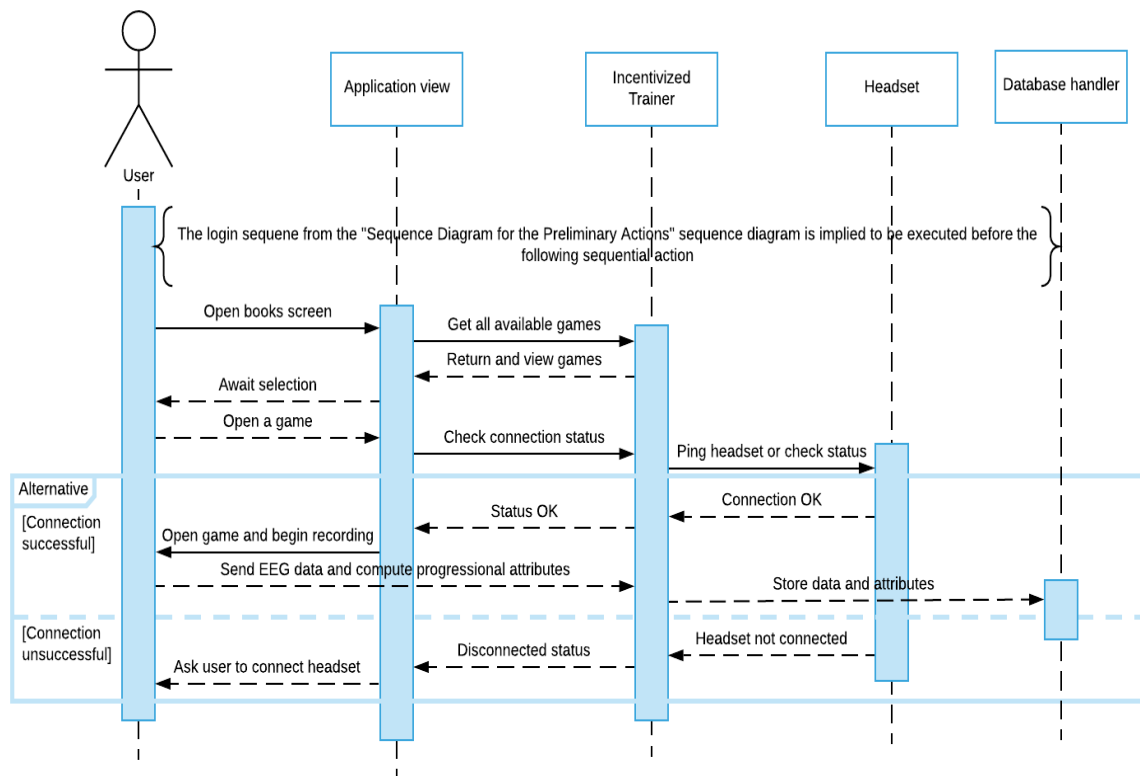 Application view
Incentivized
Trainer
Headset
Database handler
User
The login sequene from the "Sequence Diagram for the Preliminary Actions" sequence diagram is implied to be executed before the
following sequential action
Open books screen
Get all available games
Return and view games
Await selection
Open a game
Check connection status
Ping headset or check status
Alternative
[Connection
successful]
Connection OK
Status OK
Open game and begin recording
Send EEG data and compute progressional attributes
Store data and attributes
[Connection
unsuccessful]
Headset not connected
Disconnected status
Ask user to connect headset